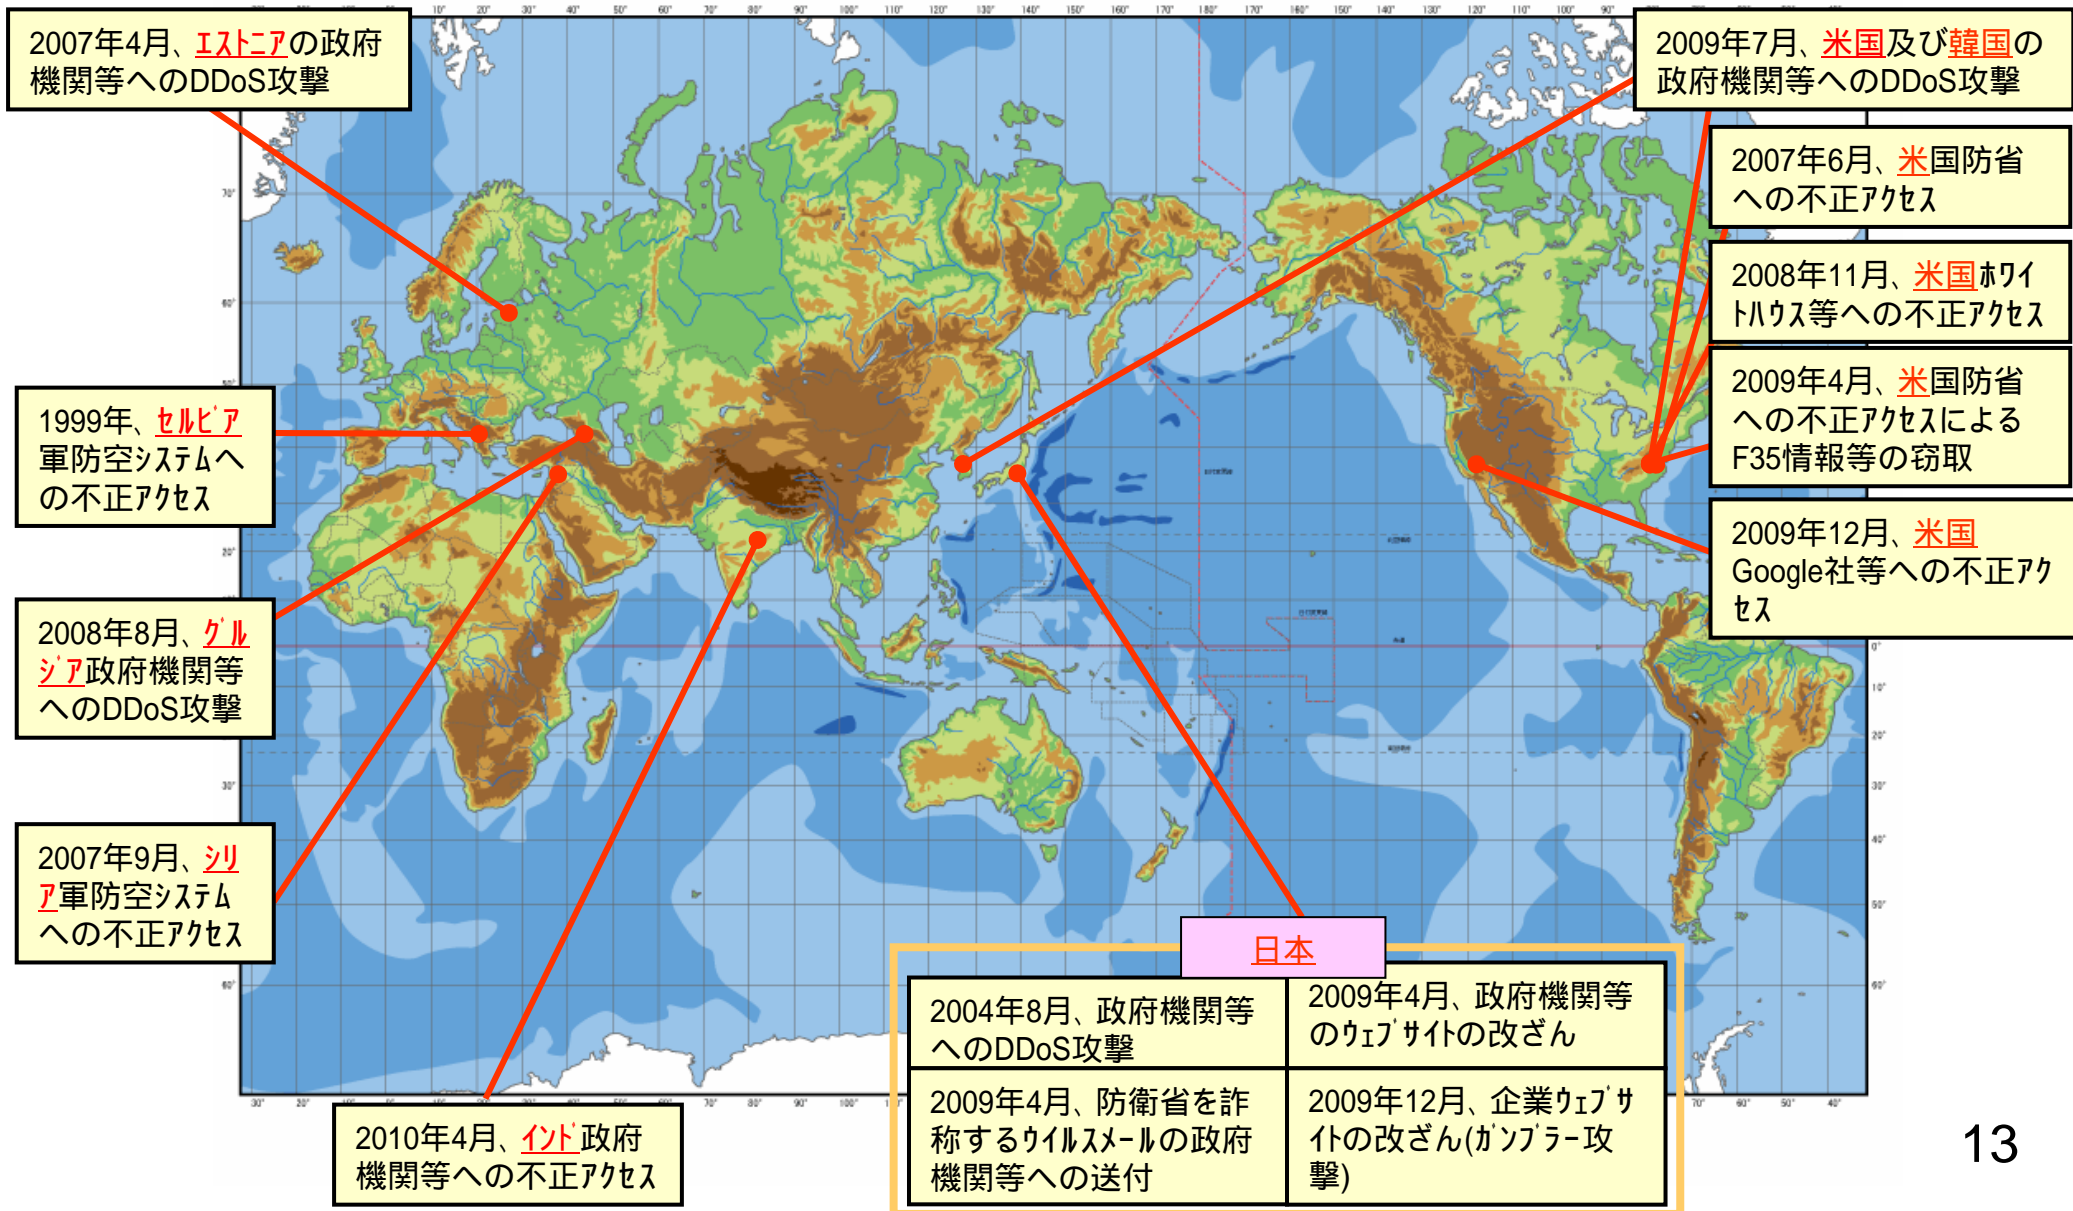 2007年4月、ｴｽﾄﾆｱの政府
機関等へのDDoS攻撃
1999年、ｾﾙﾋﾞｱ
軍防空ｼｽﾃﾑへ
の不正ｱｸｾｽ
2008年8月、ｸﾞﾙ
ｼﾞｱ政府機関等
へのDDoS攻撃
2007年9月、ｼﾘ
ｱ軍防空ｼｽﾃﾑ
への不正ｱｸｾｽ
2010年4月、ｲﾝﾄﾞ政府
機関等への不正ｱｸｾｽ
2009年7月、米国及び韓国の
政府機関等へのDDoS攻撃
2007年6月、米国防省
への不正ｱｸｾｽ
2008年11月、米国ﾎﾜｲ
ﾄﾊｳｽ等への不正ｱｸｾｽ
2009年4月、米国防省
への不正ｱｸｾｽによる
F35情報等の窃取
2009年12月、米国
Google社等への不正ｱｸ
ｾｽ
日本
2004年8月、政府機関等
へのDDoS攻撃
2009年4月、政府機関等
のｳｪﾌﾞｻｲﾄの改ざん
2009年4月、防衛省を詐
称するｳｲﾙｽﾒｰﾙの政府
機関等への送付
2009年12月、企業ｳｪﾌﾞｻ
ｲﾄの改ざん(ｶﾞﾝﾌﾞﾗｰ攻
撃)
13